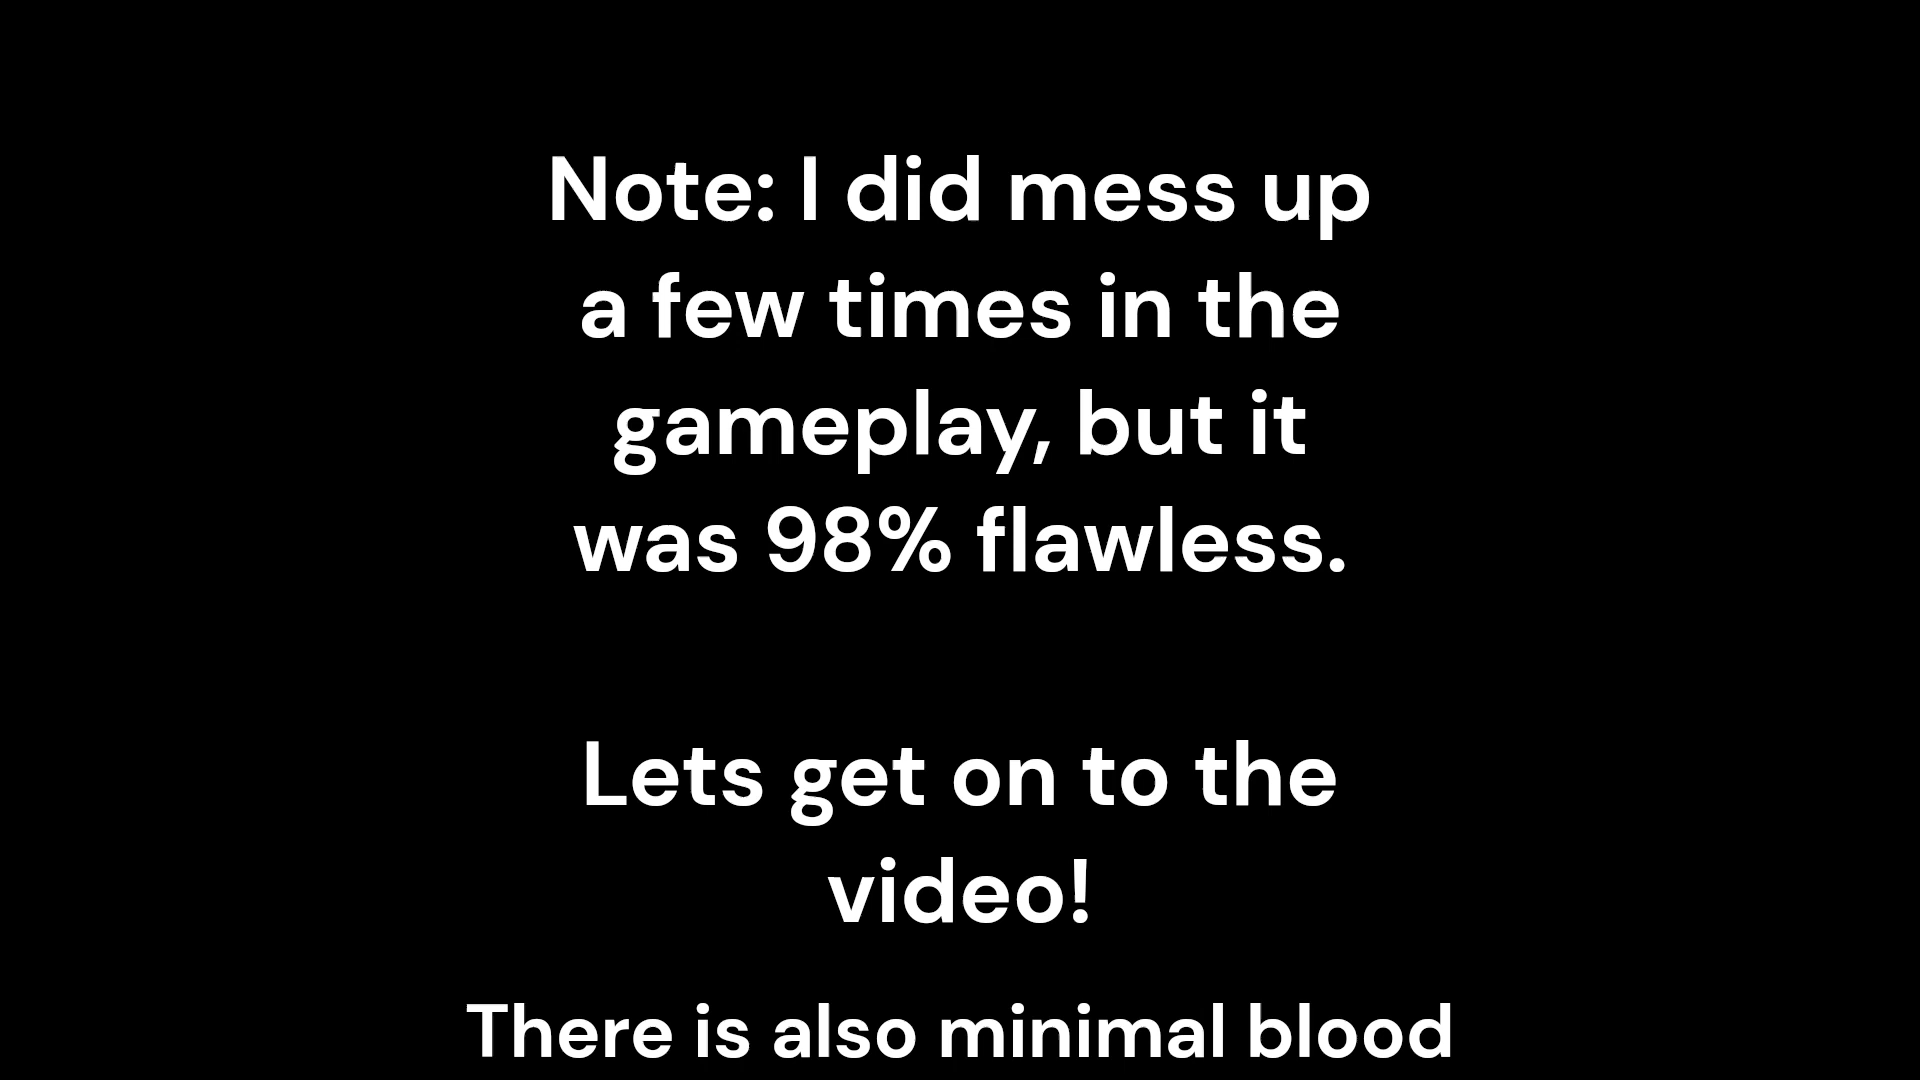 Note: I did mess up
a few times in the
gameplay, but it
was 98% flawless.
Lets get on to the
video!
There is also minimal blood